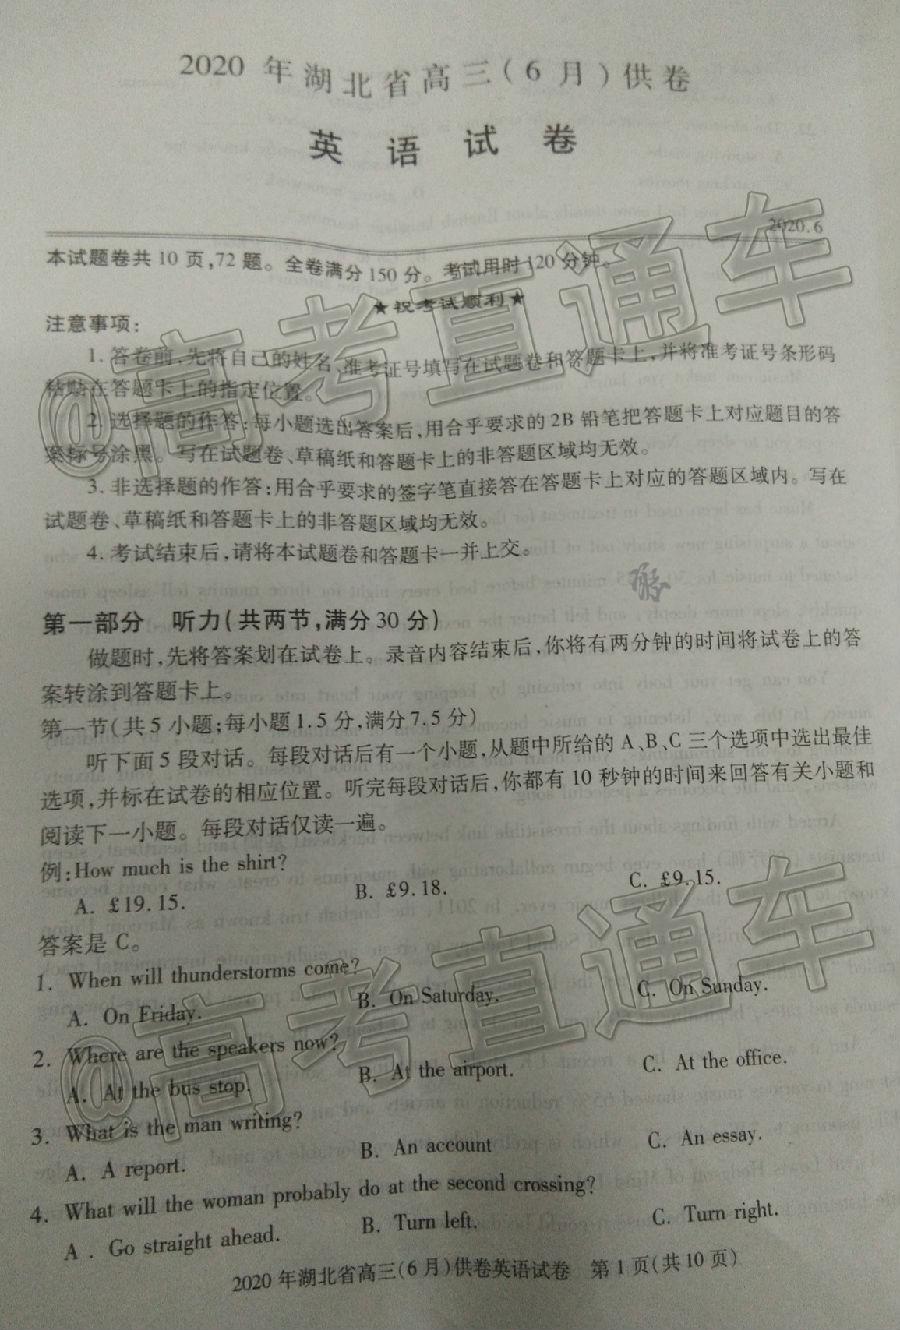 2020 年湖北省高三(6月)供卷
英 语 试 卷
2020.6
本试题卷共 10 页,72 题。全卷满分 150 分。考试用时 120 分钟。
★祝考试顺利★
注意事项:
1. 答卷前,先将自己的姓名、准考证号填写在试题卷和答题卡上,并将准考证号条形码
粘贴在答题卡上的指定位置。
2. 选择题的作答:每小题选出答案后,用合乎要求的 2B 铅笔把答题卡上对应题目的答
案标号涂黑。写在试题卷、草稿纸和答题卡上的非答题区域均无效。
3. 非选择题的作答:用合乎要求的签字笔直接答在答题卡上对应的答题区域内。写在
试题卷、草稿纸和答题卡上的非答题区域均无效。
4. 考试结束后,请将本试题卷和答题卡一并上交。
第一部分 听力(共两节,满分 30 分)
做题时,先将答案划在试卷上。录音内容结束后,你将有两分钟的时间将试卷上的答
案转涂到答题卡上。
第一节(共 5 小题;每小题 1.5 分,满分 7.5 分)
听下面 5 段对话。每段对话后有一个小题,从题中所给的 A、B、C 三个选项中选出最佳
选项,并标在试卷的相应位置。听完每段对话后,你都有 10 秒钟的时间来回答有关小题和
阅读下一小题。每段对话仅读一遍。
例:How much is the shirt?
A. £19.15. B. £9.18. C. £9.15.
答案是 C。
1. When will thunderstorms come?
A. On Friday. B. On Saturday. C. On Sunday.
2. Where are the speakers now?
A. At the bus stop. B. At the airport. C. At the office.
3. What is the man writing?
A. A report. B. An account C. An essay.
4. What will the woman probably do at the second crossing?
A . Go straight ahead. B. Turn left. C. Turn right.
2020 年湖北省高三(6月)供卷英语试卷 第 1 页(共 10 页)
@高考直通车
@高考直通车